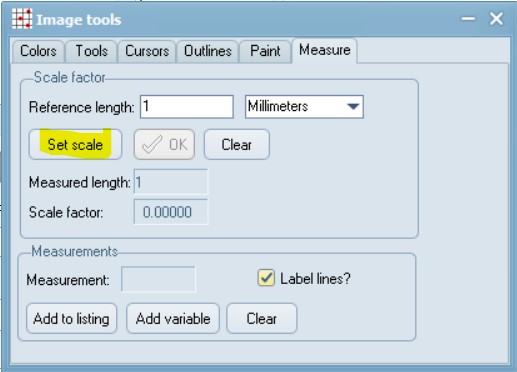 Image tools
Colors Tools Cursors Outlines Paint Measure
Scale factor
Reference length: 1 Millimeters
Set scale OK Clear
Measured length: 1
Scale factor: 0.00000
Measurements
Measurement: Label lines?
Add to listing Add variable Clear